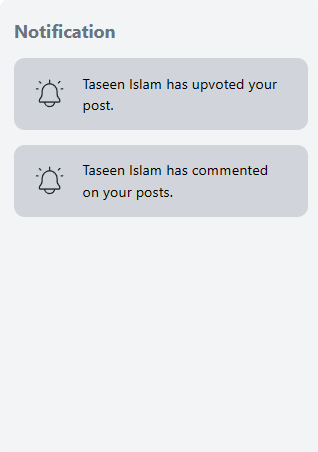 Notification
Taseen Islam has upvoted your
post.
Taseen Islam has commented
on your posts.